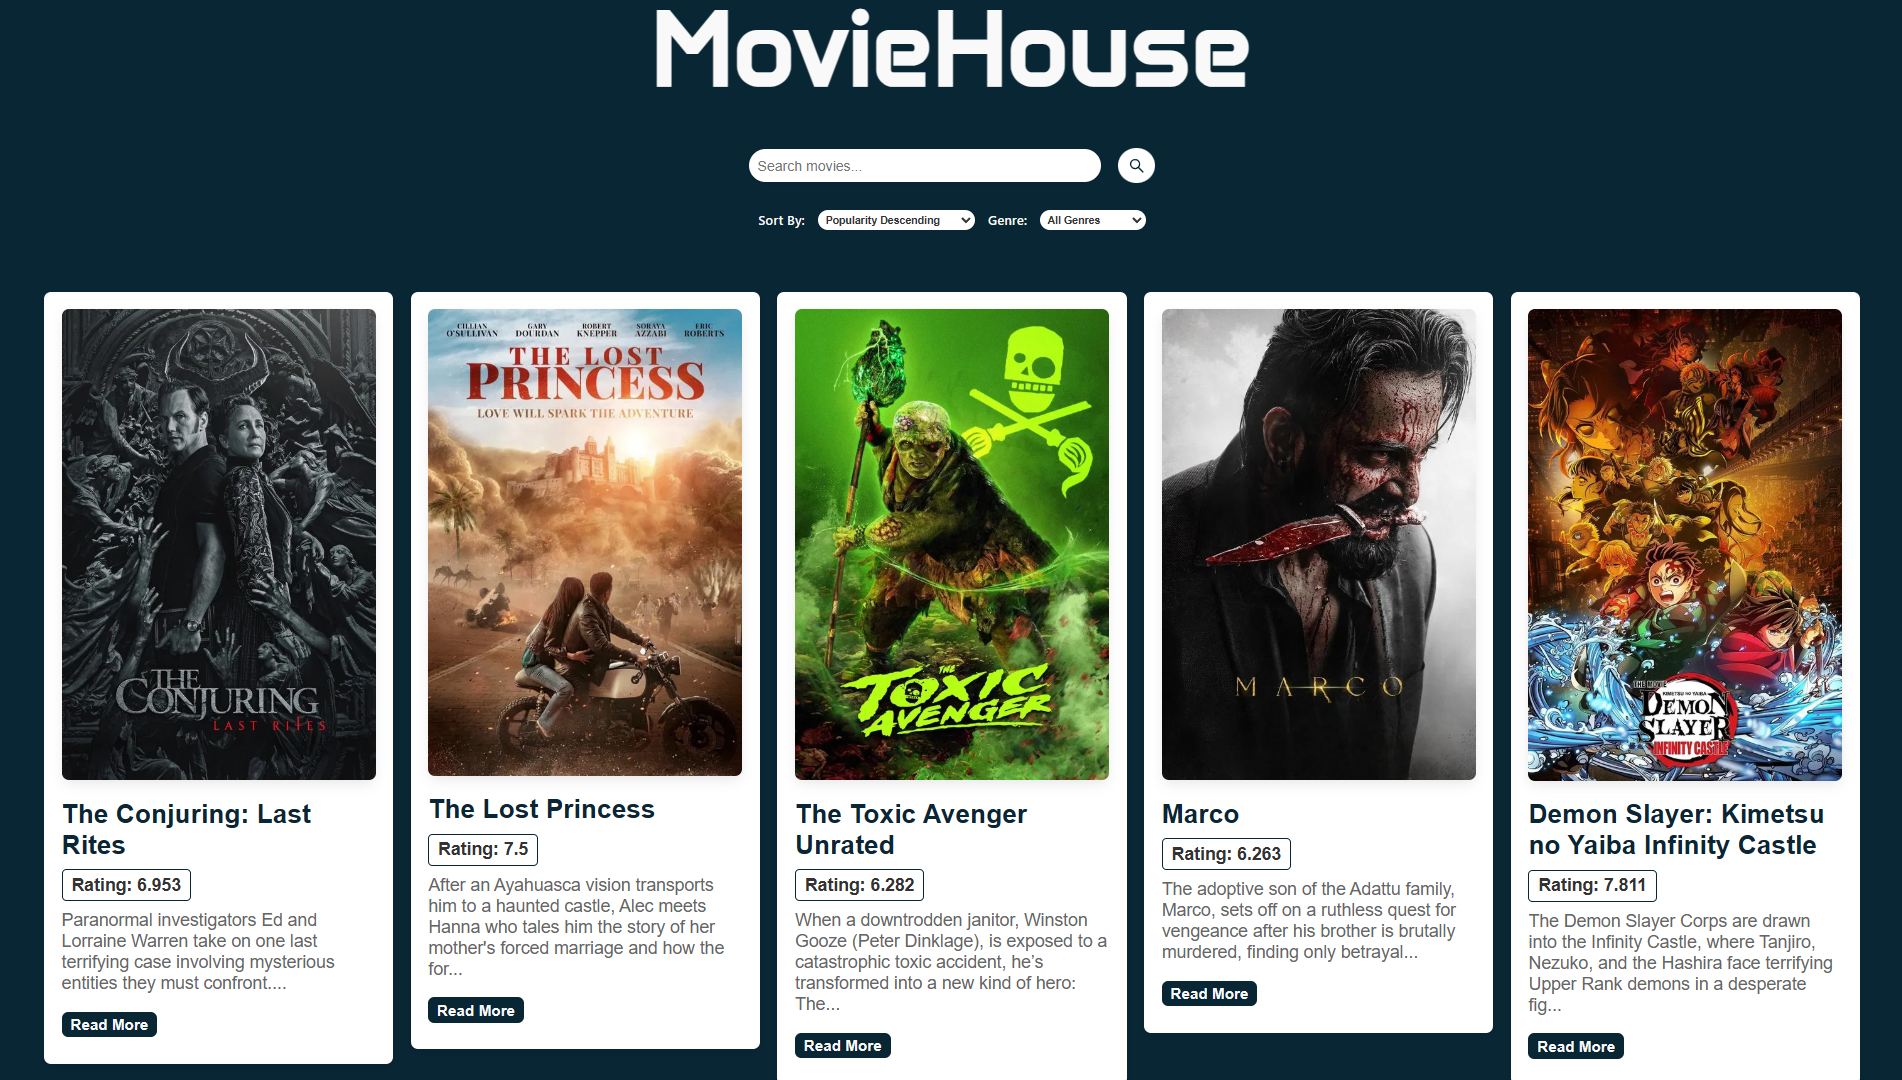 MovieHouse
Search movies...
Sort By: Popularity Descending Genre: All Genres
THE
CONJURING
LAST RITES
The Conjuring: Last
Rites
Rating: 6.953
Paranormal investigators Ed and
Lorraine Warren take on one last
terrifying case involving mysterious
entities they must confront....
Read More
CILLIAN O'SULLIVAN GARY DOURDAN ROBERT KNEPPER SORAYA AZZABI ERIC ROBERTS
THE LOST
PRINCESS
LOVE WILL SPARK THE ADVENTURE
The Lost Princess
Rating: 7.5
After an Ayahuasca vision transports
him to a haunted castle, Alec meets
Hanna who tales him the story of her
mother's forced marriage and how the
for...
Read More
THE
TOXIC
AVENGER
The Toxic Avenger
Unrated
Rating: 6.282
When a downtrodden janitor, Winston
Gooze (Peter Dinklage), is exposed to a
catastrophic toxic accident, he’s
transformed into a new kind of hero:
The...
Read More
MARCO
Marco
Rating: 6.263
The adoptive son of the Adattu family,
Marco, sets off on a ruthless quest for
vengeance after his brother is brutally
murdered, finding only betrayal...
Read More
THE MOVIE
KIMETSU NO YAIBA
DEMON
SLAYER
INFINITY CASTLE
Demon Slayer: Kimetsu
no Yaiba Infinity Castle
Rating: 7.811
The Demon Slayer Corps are drawn
into the Infinity Castle, where Tanjiro,
Nezuko, and the Hashira face terrifying
Upper Rank demons in a desperate
fig...
Read More